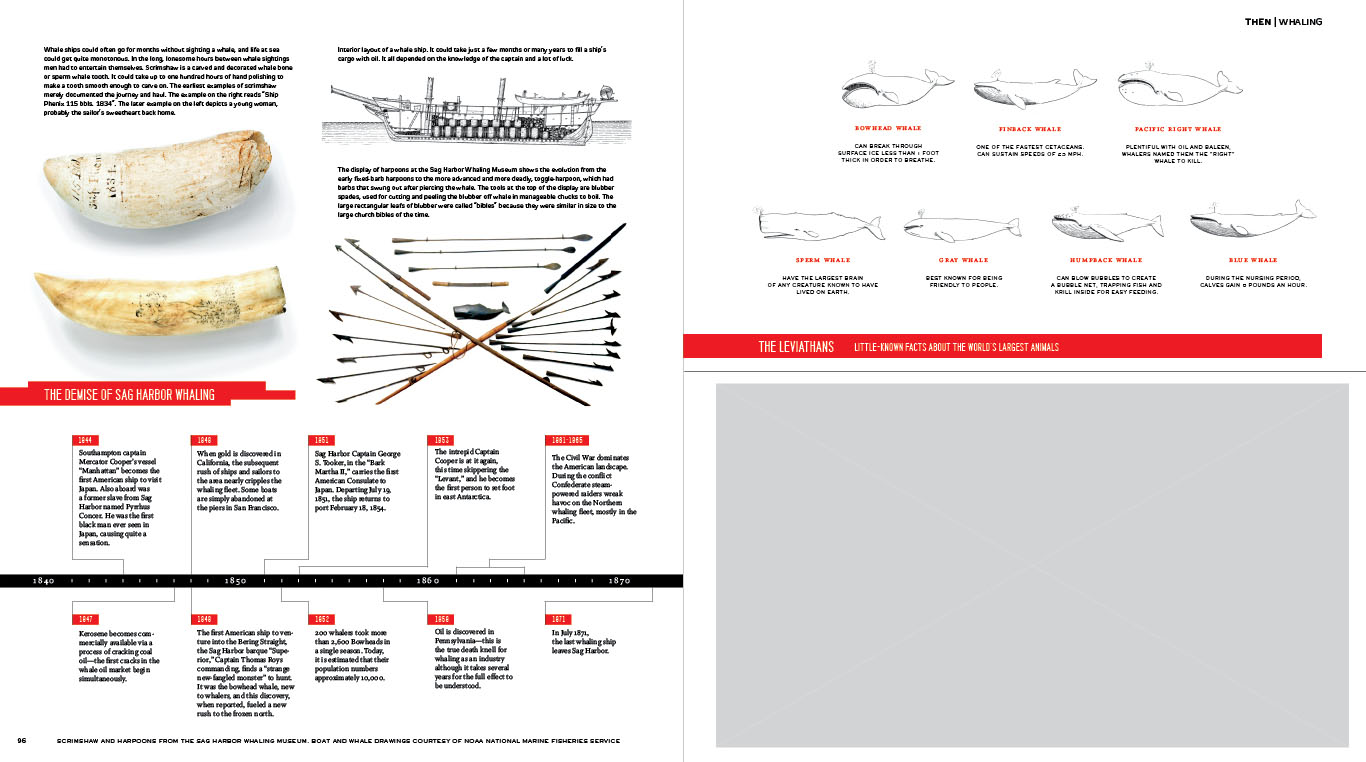 THEN | WHALING
Whale ships could often go for months without sighting a whale, and life at sea
could get quite monotonous. In the long, lonesome hours between whale sightings
men had to entertain themselves. Scrimshaw is a carved and decorated whale bone
or sperm whale tooth. It could take up to one hundred hours of hand polishing to
make a tooth smooth enough to carve on. The earliest examples of scrimshaw
merely documented the journey and haul. The example on the right reads "Ship
Phenix 115 bbls. 1834". The later example on the left depicts a young woman,
probably the sailor's sweetheart back home.
Interior layout of a whale ship. It could take just a few months or many years to fill a ship's
cargo with oil. It all depended on the knowledge of the captain and a lot of luck.
The display of harpoons at the Sag Harbor Whaling Museum shows the evolution from the
early fixed-barb harpoons to the more advanced and more deadly, toggle-harpoon, which had
barbs that swung out after piercing the whale. The tools at the top of the display are blubber
spades, used for cutting and peeling the blubber off whale in manageable chucks to boil. The
large rectangular leafs of blubber were called "bibles" because they were similar in size to the
large church bibles of the time.
THE DEMISE OF SAG HARBOR WHALING
1844
Southampton captain
Mercator Cooper's vessel
"Manhattan" becomes the
first American ship to visit
Japan. Also aboard was
a former slave from Sag
Harbor named Pyrrhus
Concer. He was the first
black man ever seen in
Japan, causing quite a
sensation.
1848
When gold is discovered in
California, the subsequent
rush of ships and sailors to
the area nearly cripples the
whaling fleet. Some boats
are simply abandoned at
the piers in San Francisco.
1851
Sag Harbor Captain George
S. Tooker, in the "Bark
Martha II," carries the first
American Consulate to
Japan. Departing July 19,
1851, the ship returns to
port February 18, 1854.
1853
The intrepid Captain
Cooper is at it again,
this time skippering the
"Levant," and he becomes
the first person to set foot
in east Antarctica.
1861-1865
The Civil War dominates
the American landscape.
During the conflict
Confederate steam-
powered raiders wreak
havoc on the Northern
whaling fleet, mostly in the
Pacific.
1840 1850 1860 1870
1847
Kerosene becomes com-
mercially available via a
process of cracking coal
oil—the first cracks in the
whale oil market begin
simultaneously.
1848
The first American ship to ven-
ture into the Bering Straight,
the Sag Harbor barque "Supe-
rior," Captain Thomas Roys
commanding, finds a "strange
new-fangled monster" to hunt.
It was the bowhead whale, new
to whalers, and this discovery,
when reported, fueled a new
rush to the frozen north.
1852
200 whalers took more
than 2,600 Bowheads in
a single season. Today,
it is estimated that their
population numbers
approximately 10,000.
1858
Oil is discovered in
Pennsylvania—this is
the true death knell for
whaling as an industry
although it takes several
years for the full effect to
be understood.
1871
In July 1871,
the last whaling ship
leaves Sag Harbor.
96
SCRIMSHAW AND HARPOONS FROM THE SAG HARBOR WHALING MUSEUM. BOAT AND WHALE DRAWINGS COURTESY OF NOAA NATIONAL MARINE FISHERIES SERVICE
BOWHEAD WHALE
CAN BREAK THROUGH
SURFACE ICE LESS THAN 1 FOOT
THICK IN ORDER TO BREATHE.
FINBACK WHALE
ONE OF THE FASTEST CETACEANS.
CAN SUSTAIN SPEEDS OF 23 MPH.
PACIFIC RIGHT WHALE
PLENTIFUL WITH OIL AND BALEEN,
WHALERS NAMED THEM THE "RIGHT"
WHALE TO KILL.
SPERM WHALE
HAVE THE LARGEST BRAIN
OF ANY CREATURE KNOWN TO HAVE
LIVED ON EARTH.
GRAY WHALE
BEST KNOWN FOR BEING
FRIENDLY TO PEOPLE.
HUMPBACK WHALE
CAN BLOW BUBBLES TO CREATE
A BUBBLE NET, TRAPPING FISH AND
KRILL INSIDE FOR EASY FEEDING.
BLUE WHALE
DURING THE NURSING PERIOD,
CALVES GAIN 8 POUNDS AN HOUR.
THE LEVIATHANS LITTLE-KNOWN FACTS ABOUT THE WORLD'S LARGEST ANIMALS